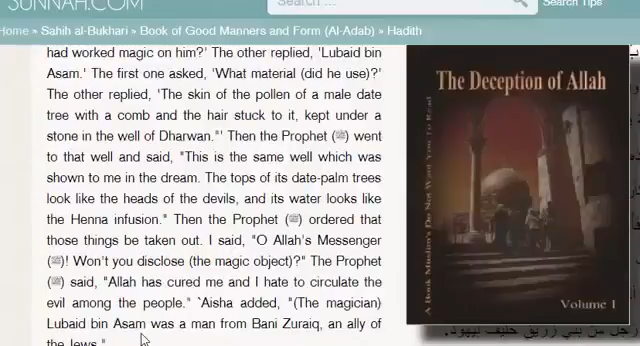 SUNNAH.COM
Search ...
Search Tips
Home » Sahih al-Bukhari » Book of Good Manners and Form (Al-Adab) » Hadith
had worked magic on him?' The other replied, 'Lubaid bin
Asam.' The first one asked, 'What material (did he use)?'
The other replied, 'The skin of the pollen of a male date
tree with a comb and the hair stuck to it, kept under a
stone in the well of Dharwan."' Then the Prophet (ﷺ) went
to that well and said, "This is the same well which was
shown to me in the dream. The tops of its date-palm trees
look like the heads of the devils, and its water looks like
the Henna infusion." Then the Prophet (ﷺ) ordered that
those things be taken out. I said, "O Allah's Messenger
(ﷺ)! Won't you disclose (the magic object)?" The Prophet
(ﷺ) said, "Allah has cured me and I hate to circulate the
evil among the people." `Aisha added, "(The magician)
Lubaid bin Asam was a man from Bani Zuraiq, an ally of
the Jews."
The Deception of Allah
A Book Muslim's Do Not Want You To Read
Volume 1
رجل من بني زريق حليف ليهود.